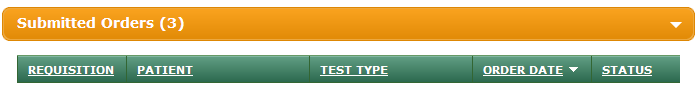 Submitted Orders (3)
REQUISITION PATIENT TEST TYPE ORDER DATE STATUS